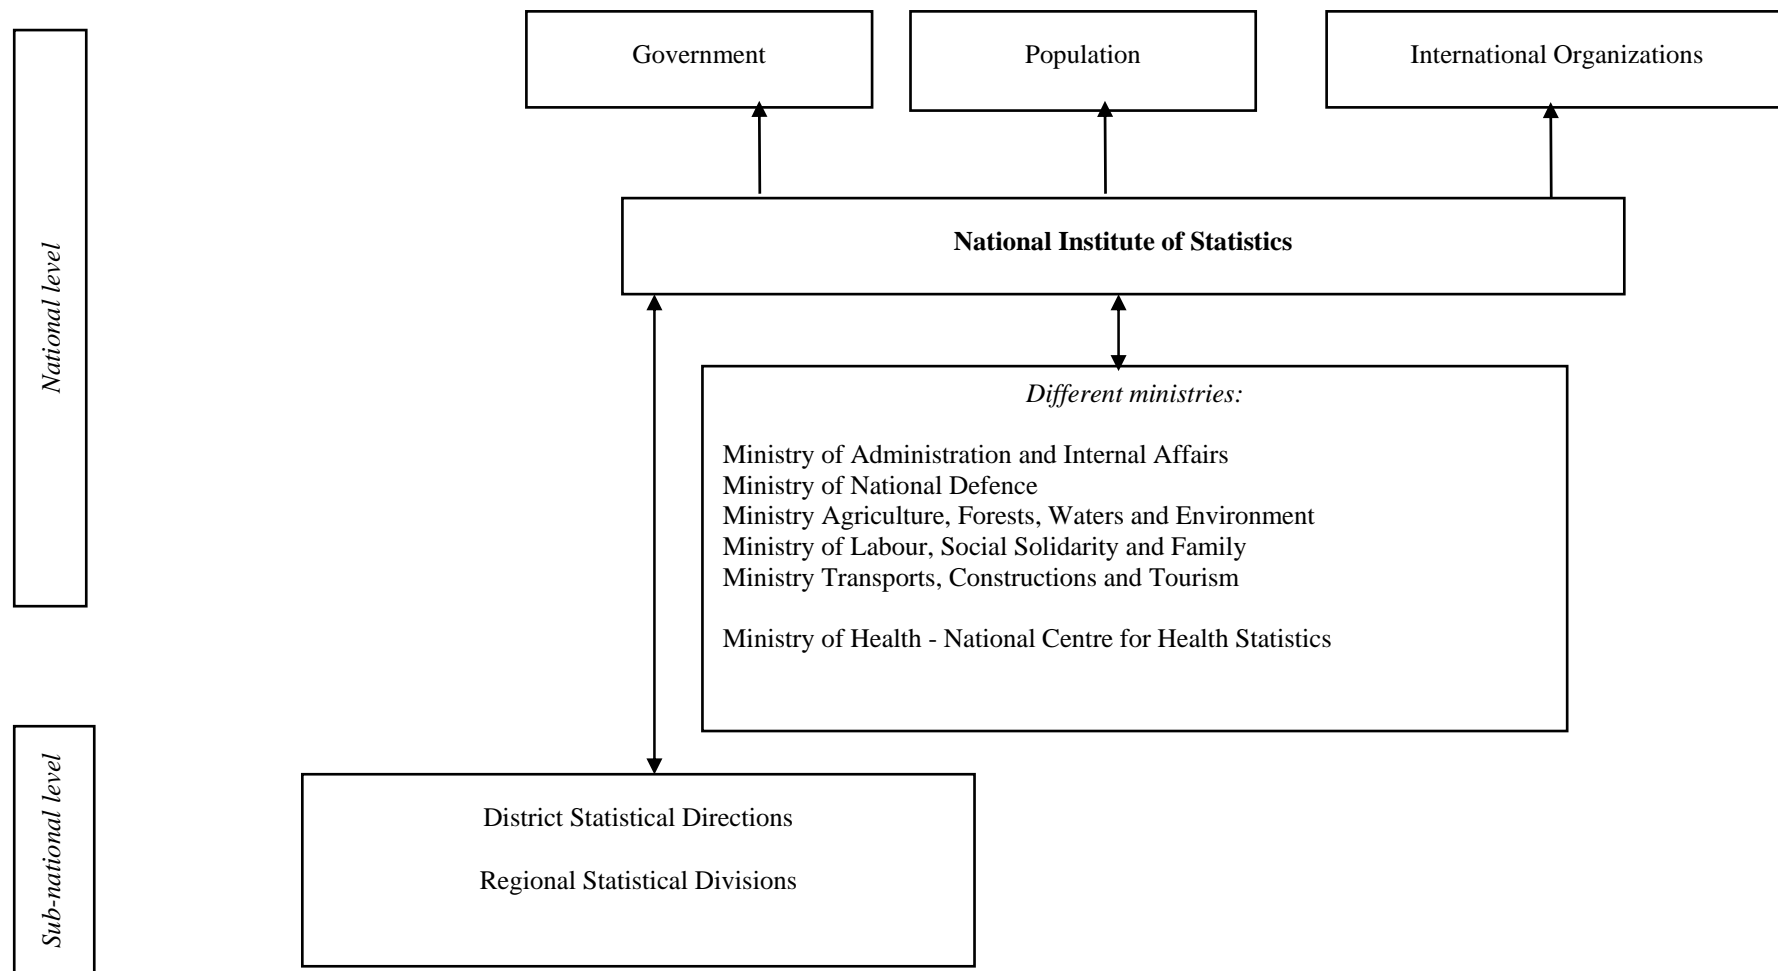 Government
Population
International Organizations
National level
National Institute of Statistics
Different ministries:
Ministry of Administration and Internal Affairs
Ministry of National Defence
Ministry Agriculture, Forests, Waters and Environment
Ministry of Labour, Social Solidarity and Family
Ministry Transports, Constructions and Tourism
Ministry of Health - National Centre for Health Statistics
Sub-national level
District Statistical Directions
Regional Statistical Divisions